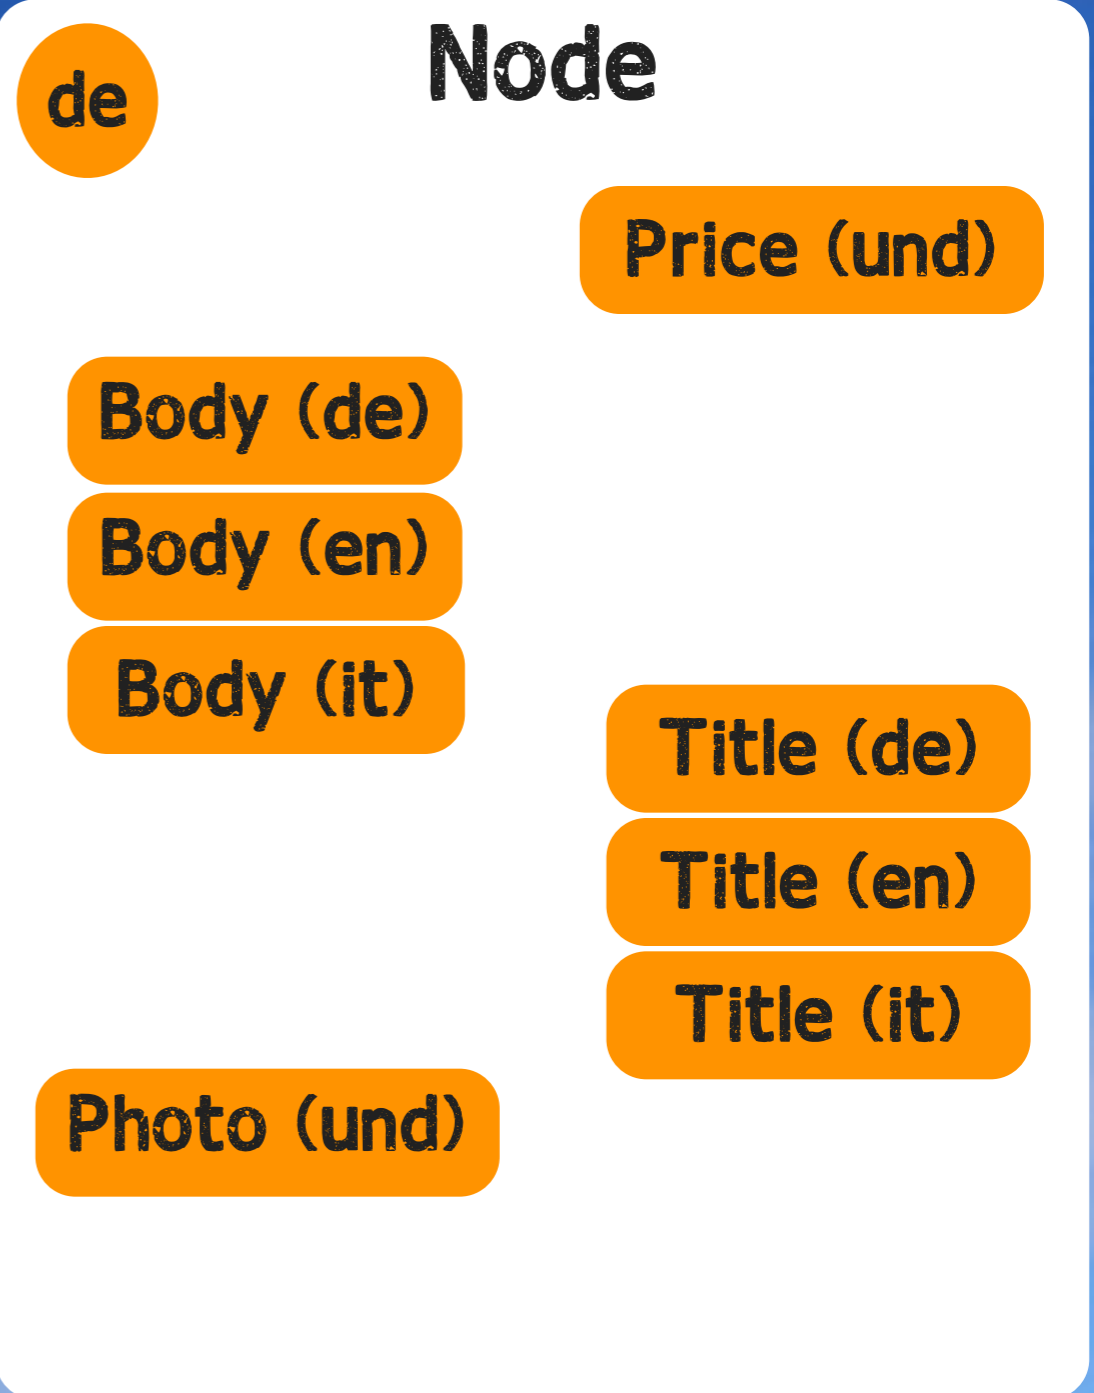 de
Node
Price (und)
Body (de)
Body (en)
Body (it)
Title (de)
Title (en)
Title (it)
Photo (und)